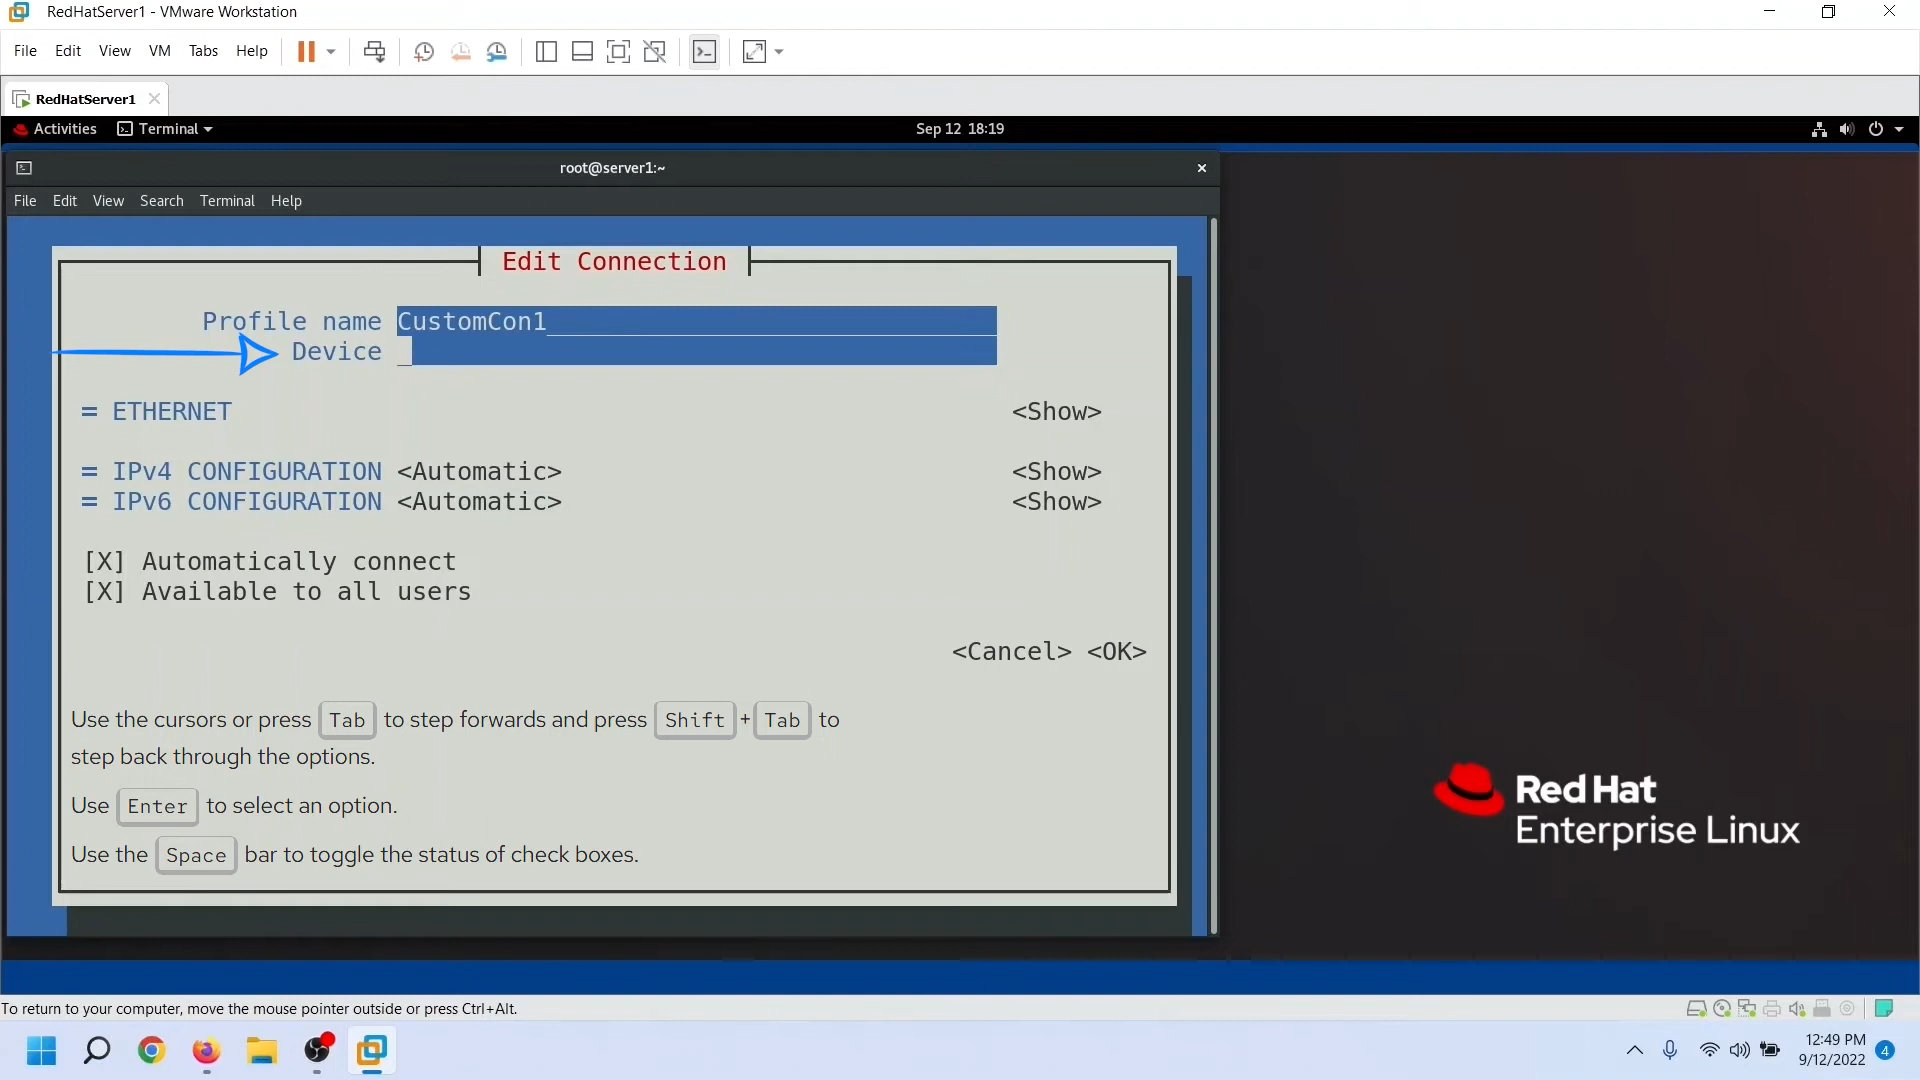 RedHatServer1 - VMware Workstation
File Edit View VM Tabs Help
RedHatServer1
Activities Terminal Sep 12 18:19
root@server1:~
File Edit View Search Terminal Help
Edit Connection
Profile name CustomCon1
Device
= ETHERNET <Show>
= IPv4 CONFIGURATION <Automatic> <Show>
= IPv6 CONFIGURATION <Automatic> <Show>
[X] Automatically connect
[X] Available to all users
<Cancel> <OK>
Use the cursors or press Tab to step forwards and press Shift + Tab to
step back through the options.
Use Enter to select an option.
Use the Space bar to toggle the status of check boxes.
Red Hat
Enterprise Linux
To return to your computer, move the mouse pointer outside or press Ctrl+Alt.
12:49 PM
9/12/2022
4